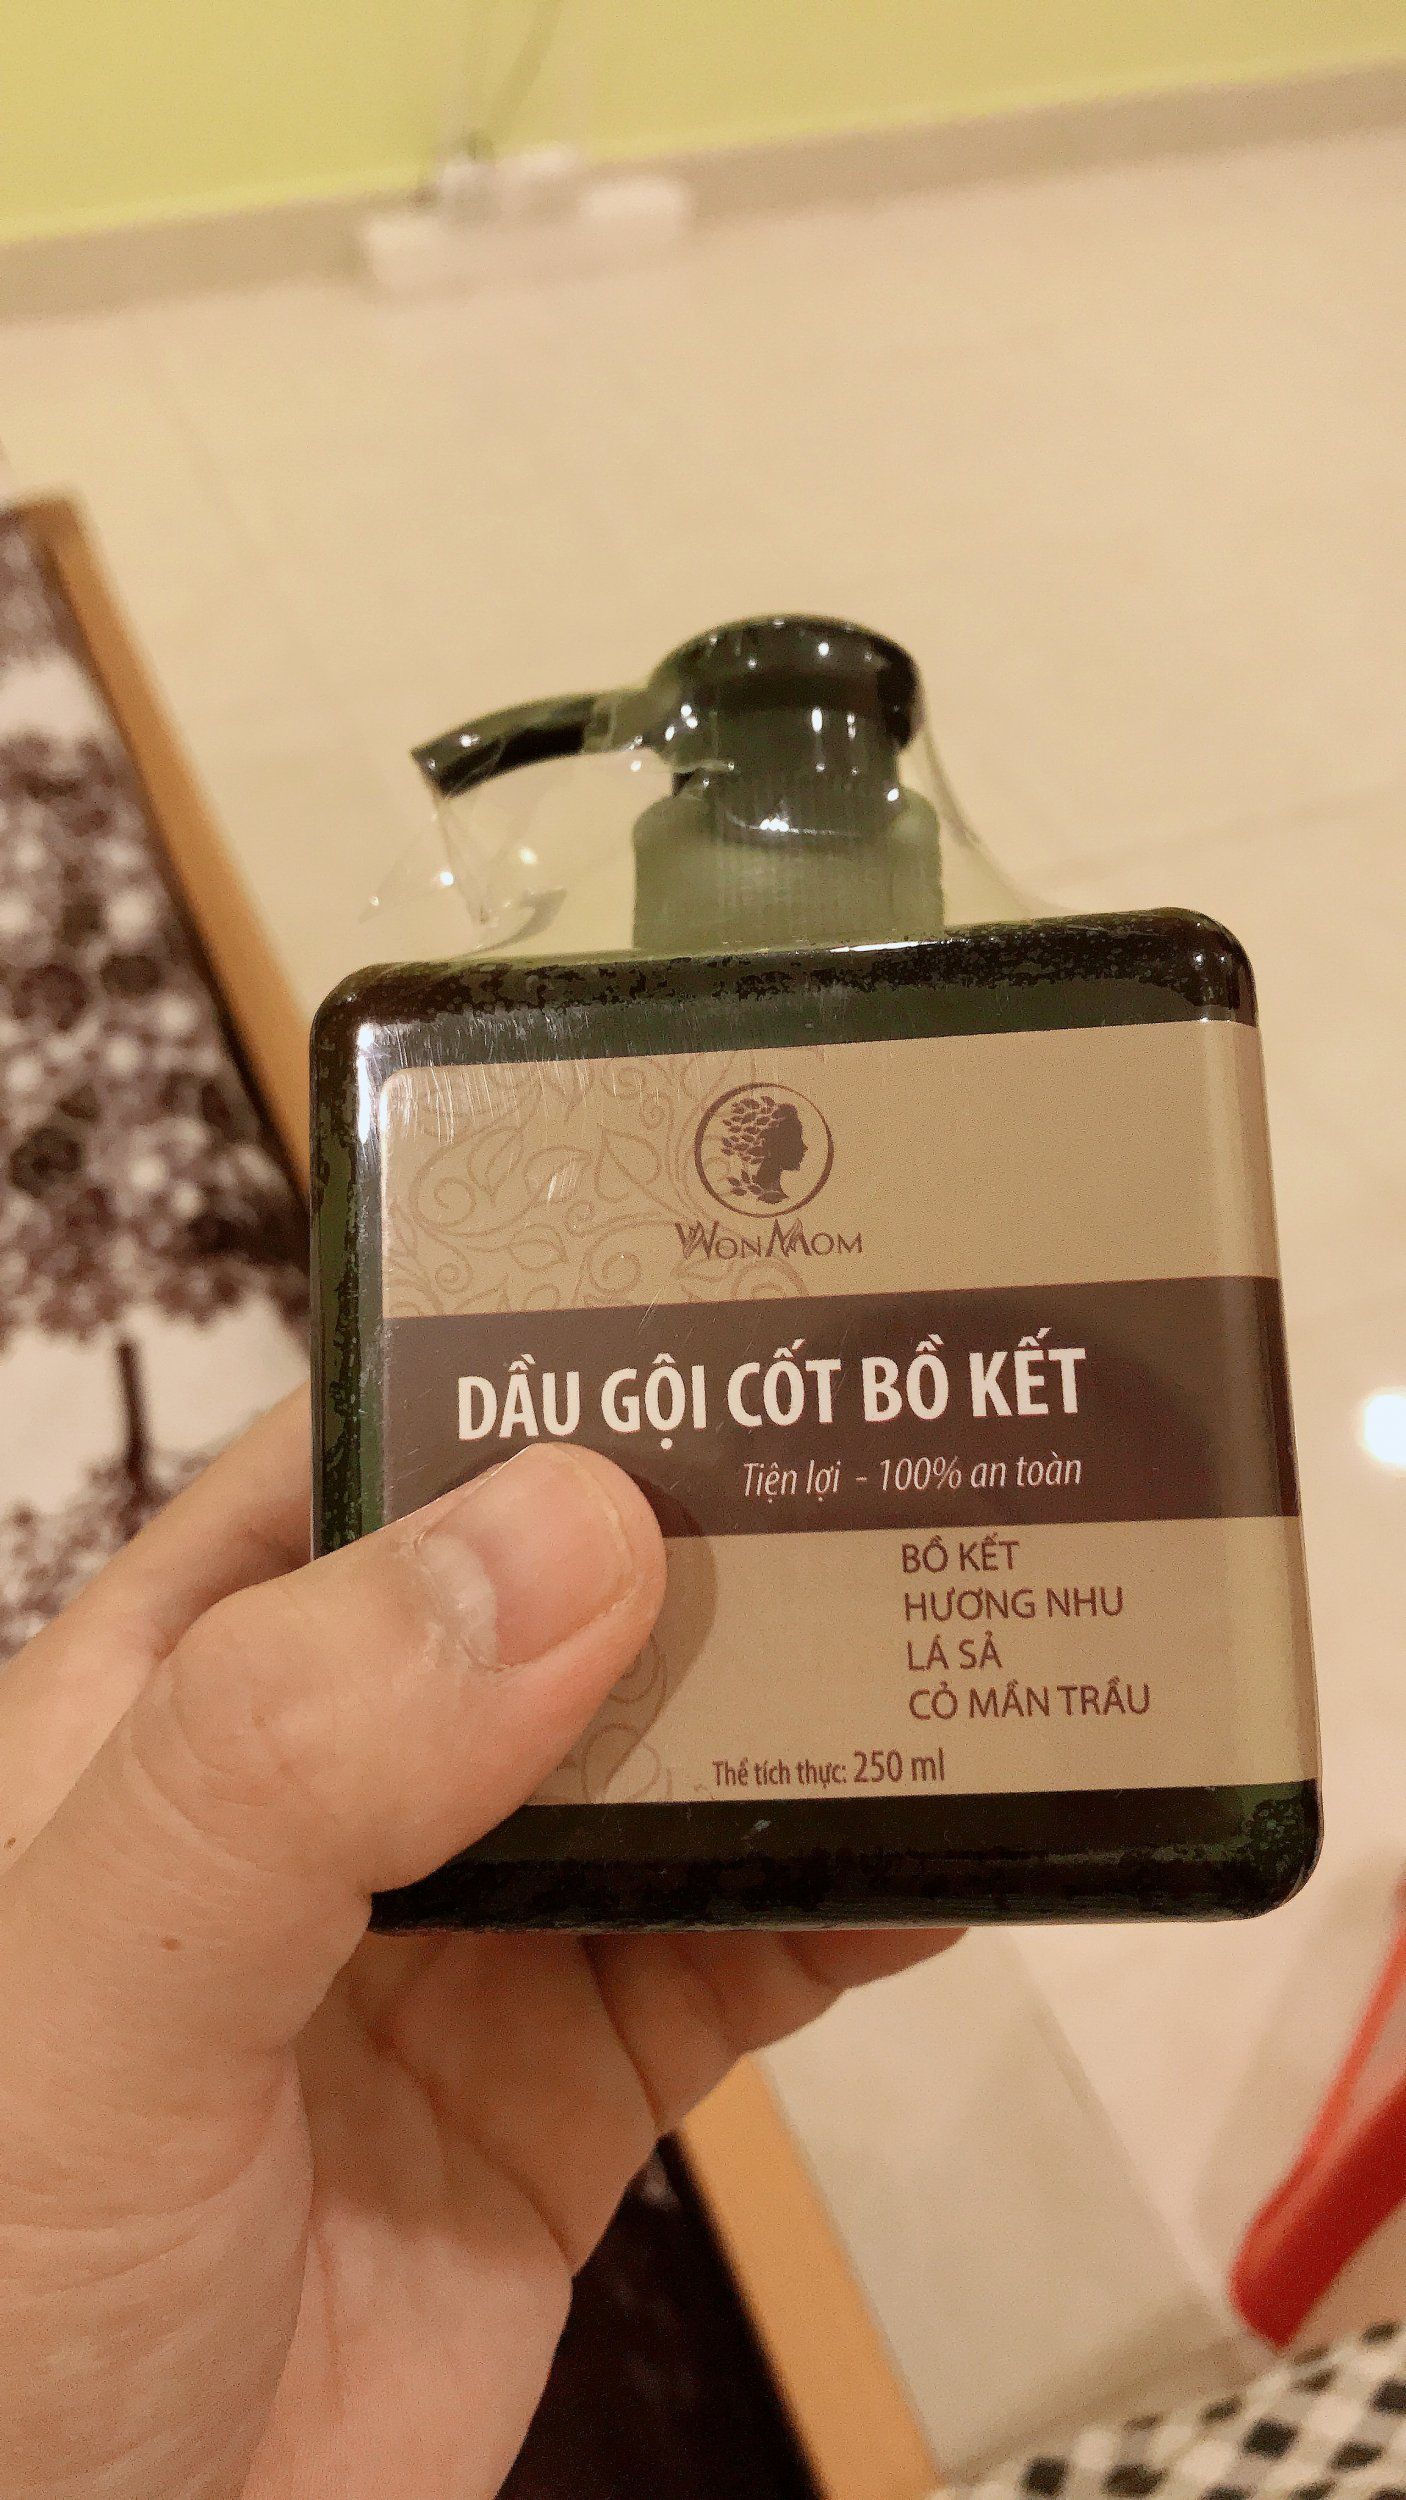 WonMom
DẦU GỘI CỐT BỒ KẾT
Tiện lợi - 100% an toàn
BỒ KẾT
HƯƠNG NHU
LÁ SẢ
CỎ MẦN TRẦU
Thể tích thực: 250 ml